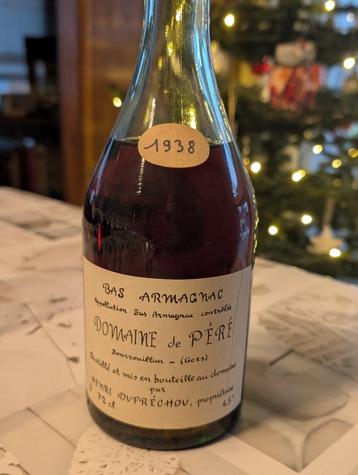 1938
BAS ARMAGNAC
Appellation Bas Armagnac contrôlée
DOMAINE de PÉRÉ
Bourrouillan - (Gers)
Distillé et mis en bouteille au domaine
par
HENRI DUPRÉCHOU, propriétaire
72 cl